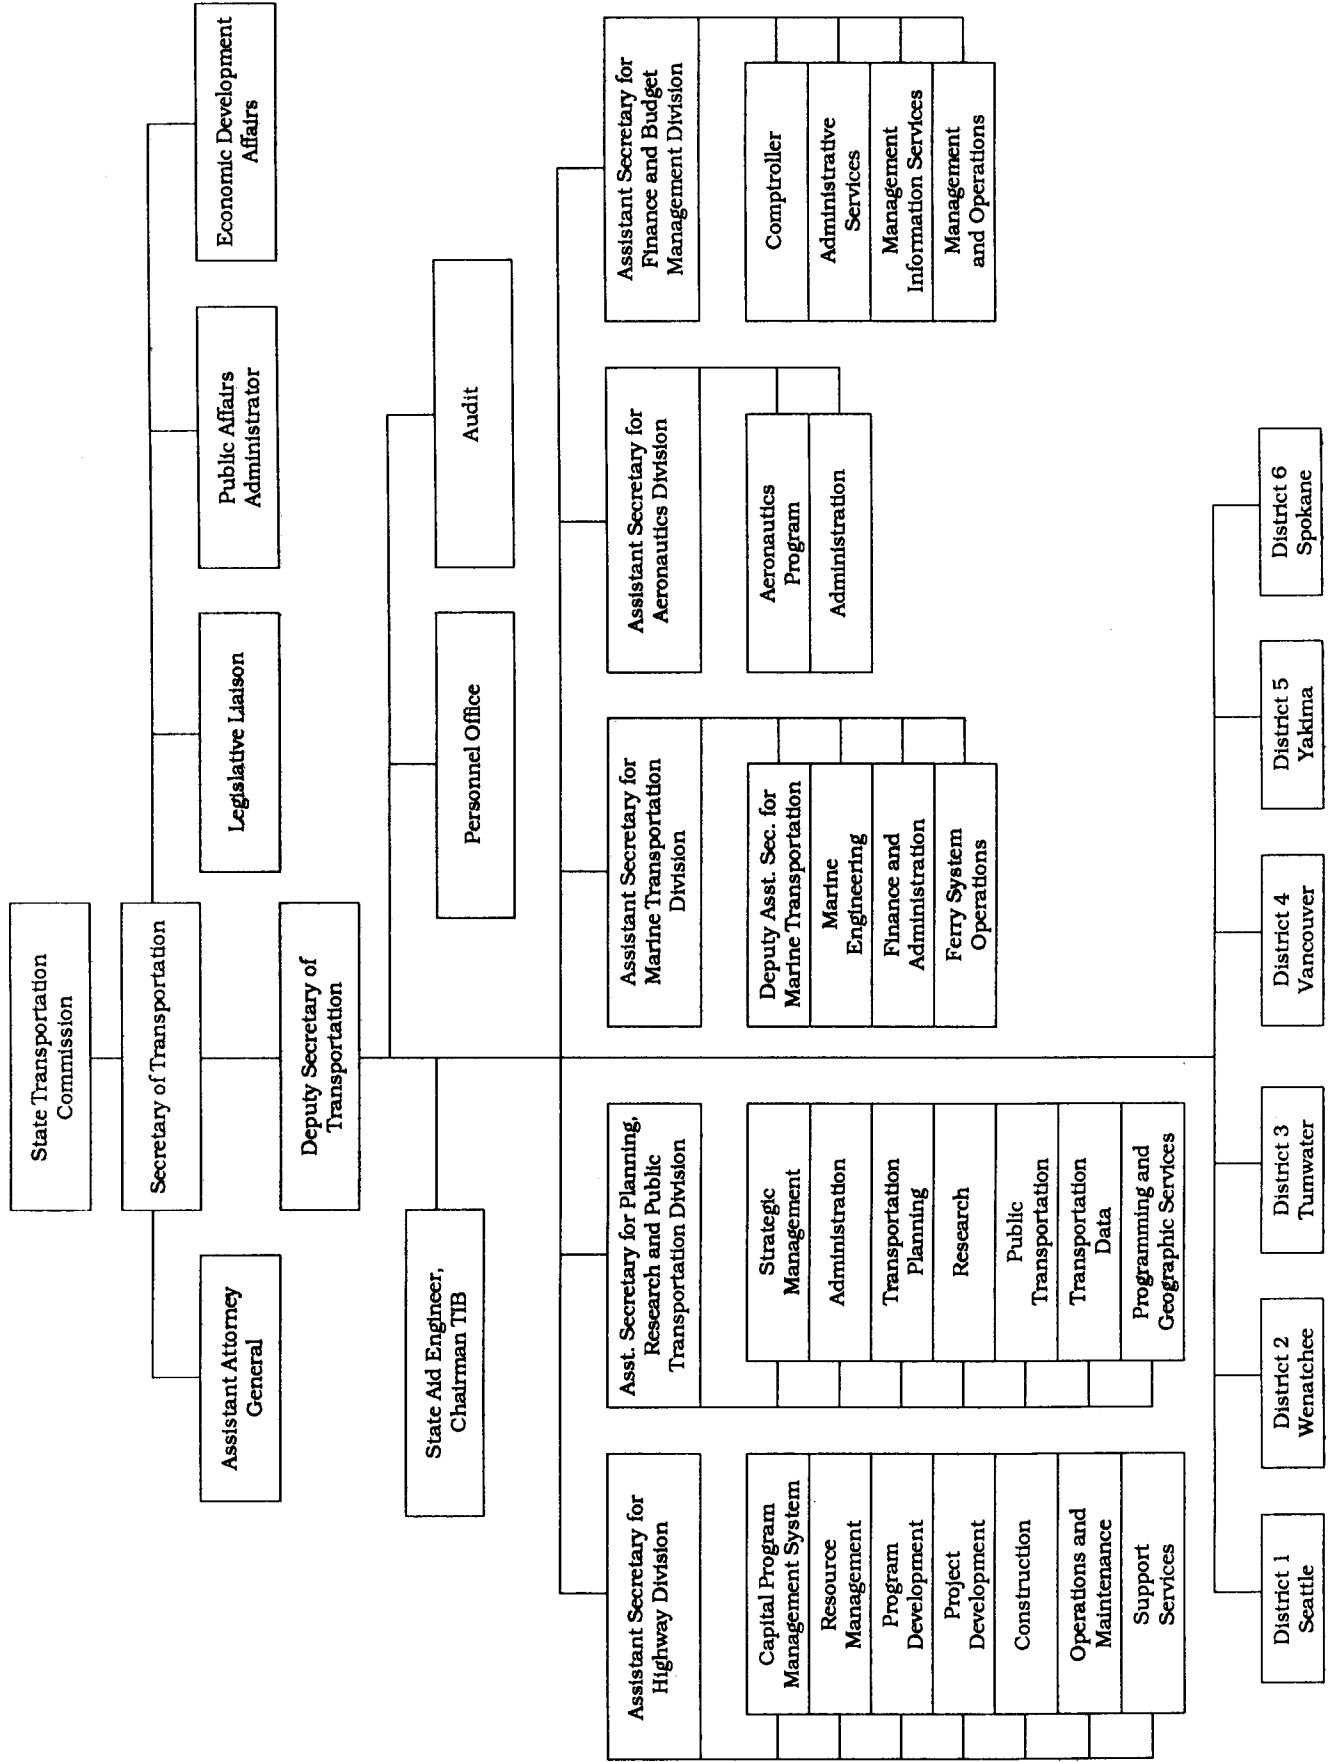 State Transportation
Commission
Secretary of Transportation
Assistant Attorney
General
Legislative Liaison
Public Affairs
Administrator
Economic Development
Affairs
Deputy Secretary of
Transportation
State Aid Engineer,
Chairman TIB
Personnel Office
Audit
Assistant Secretary for
Highway Division
Capital Program
Management System
Resource
Management
Program
Development
Project
Development
Construction
Operations and
Maintenance
Support
Services
Asst. Secretary for Planning,
Research and Public
Transportation Division
Strategic
Management
Administration
Transportation
Planning
Research
Public
Transportation
Transportation
Data
Programming and
Geographic Services
Assistant Secretary for
Marine Transportation
Division
Deputy Asst. Sec. for
Marine Transportation
Marine
Engineering
Finance and
Administration
Ferry System
Operations
Assistant Secretary for
Aeronautics Division
Aeronautics
Program
Administration
Assistant Secretary for
Finance and Budget
Management Division
Comptroller
Administrative
Services
Management
Information Services
Management
and Operations
District 1
Seattle
District 2
Wenatchee
District 3
Tumwater
District 4
Vancouver
District 5
Yakima
District 6
Spokane